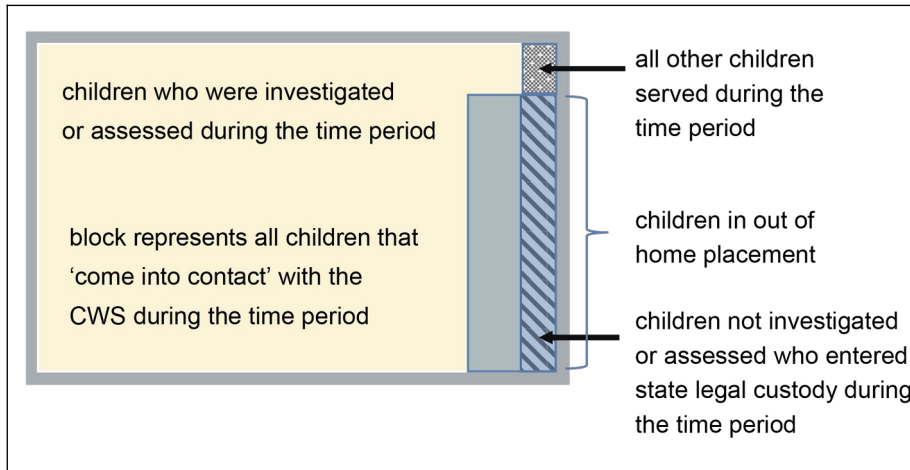 children who were investigated
or assessed during the time period
block represents all children that
‘come into contact’ with the
CWS during the time period
all other children
served during the
time period
children in out of
home placement
children not investigated
or assessed who entered
state legal custody during
the time period